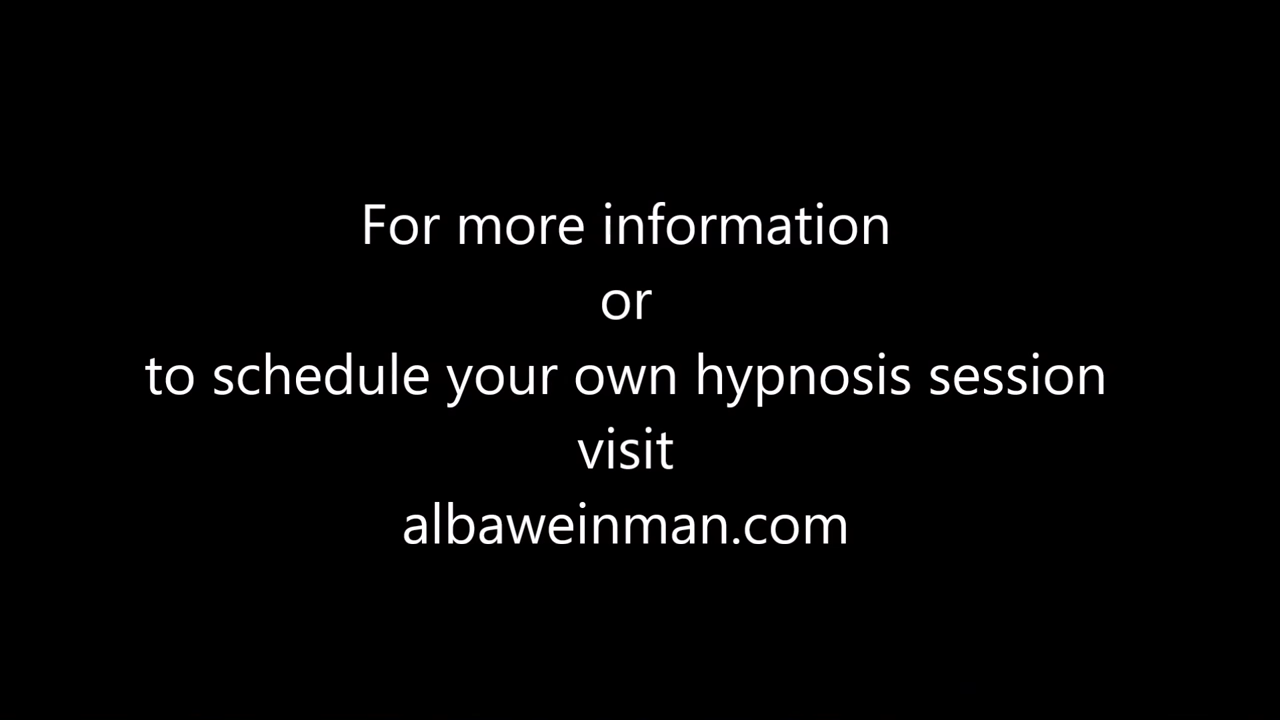 For more information
or
to schedule your own hypnosis session
visit
albaweinman.com